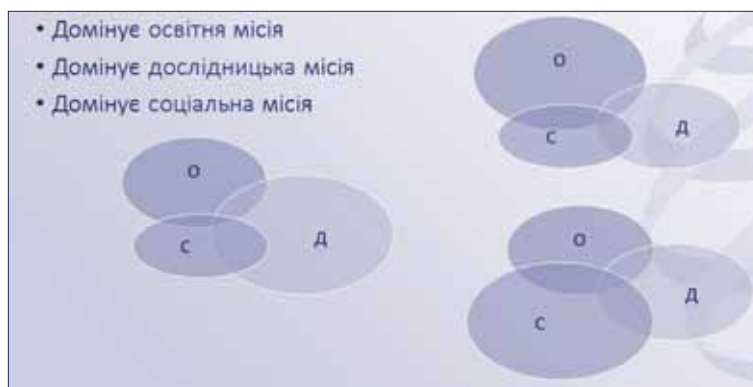 • Домінує освітня місія
• Домінує дослідницька місія
• Домінує соціальна місія
О
С
Д
О
С
Д
О
С
Д